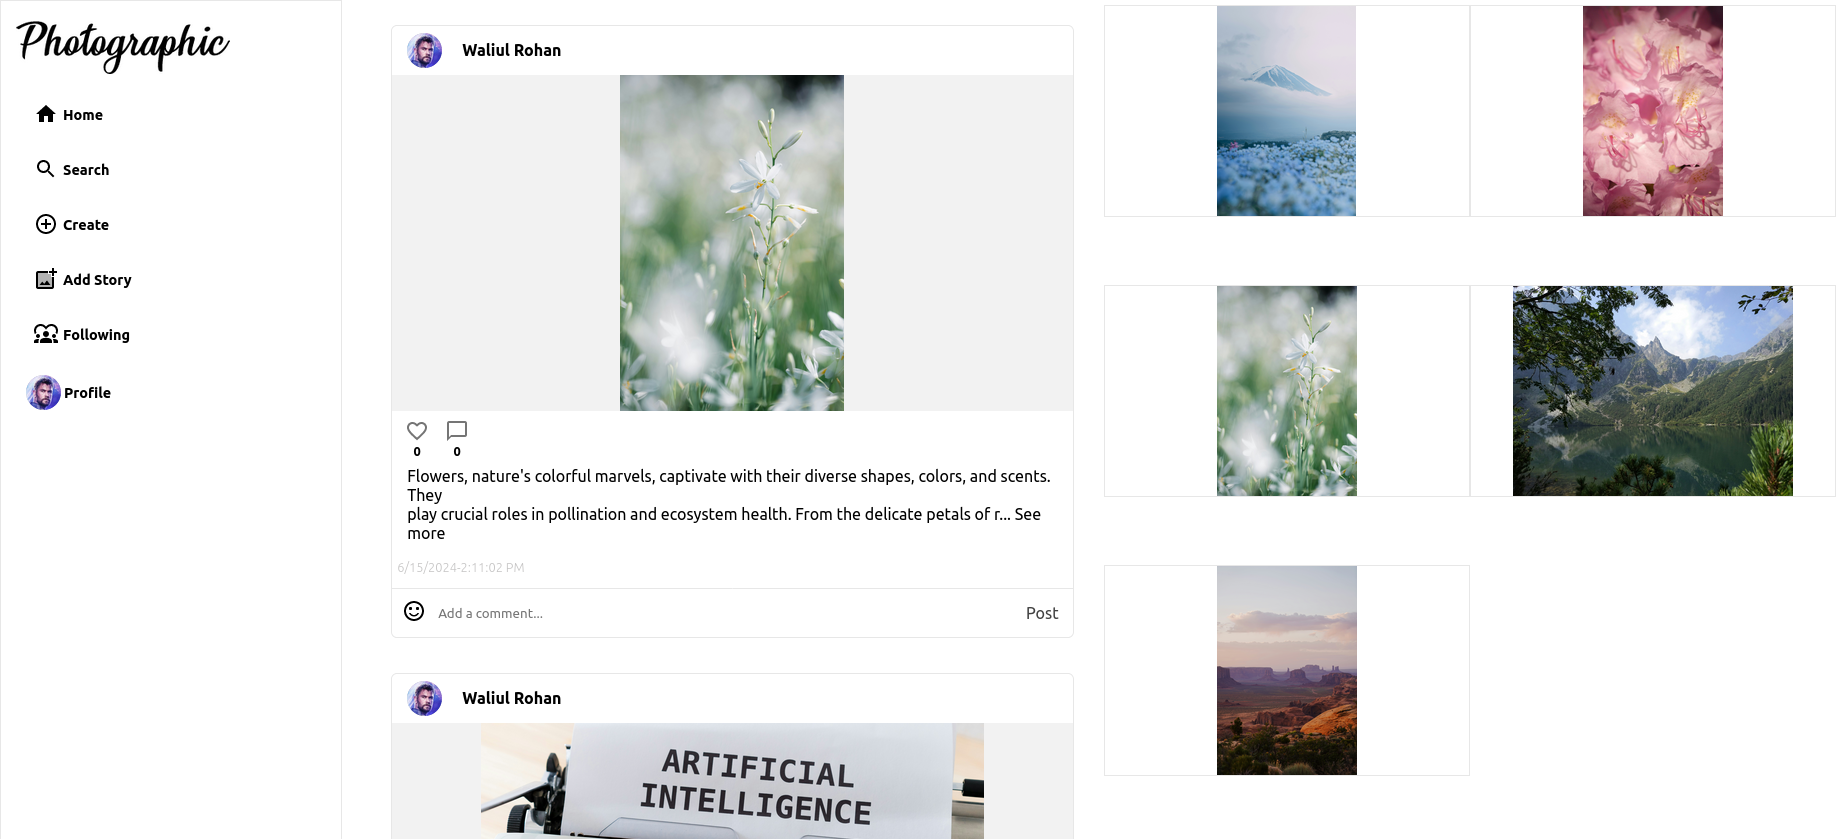 Photographic
Home
Search
Create
Add Story
Following
Profile
Waliul Rohan
0 0
Flowers, nature's colorful marvels, captivate with their diverse shapes, colors, and scents.
They
play crucial roles in pollination and ecosystem health. From the delicate petals of r... See
more
6/15/2024-2:11:02 PM
Add a comment...
Post
Waliul Rohan
ARTIFICIAL
INTELLIGENCE